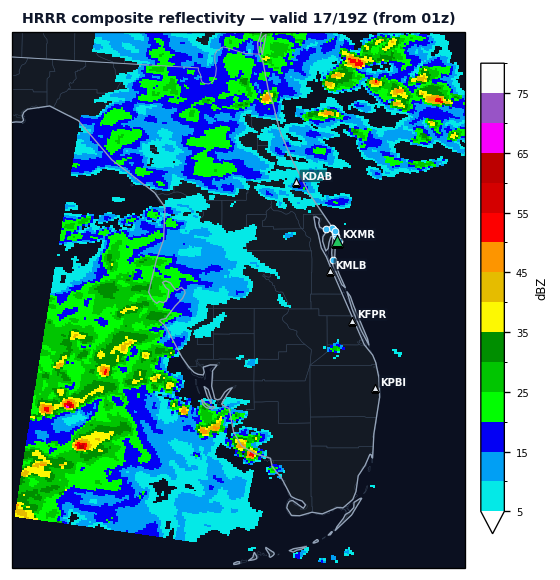 HRRR composite reflectivity — valid 17/19Z (from 01z)
KDAB
KXMR
KMLB
KFPR
KPBI
75
65
55
45
35
25
15
5
dBZ